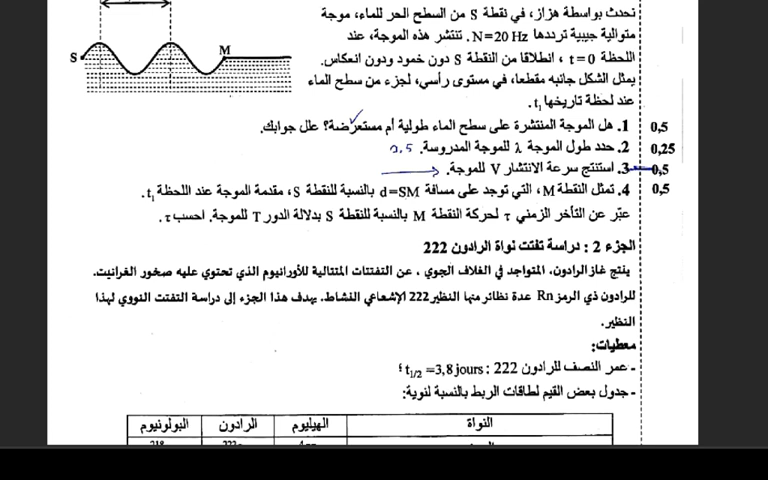 نحدث بواسطة هزاز، في نقطة S من السطح الحر للماء، موجة
متوالية جيبية ترددها N=20 Hz. تنتشر هذه الموجة، عند
اللحظة t=0 ، انطلاقا من النقطة S دون خمود ودون انعكاس.
يمثل الشكل جانبه مقطعا، في مستوى رأسي، لجزء من سطح الماء
عند لحظة تاريخها t1.
S
M
0,5 1. هل الموجة المنتشرة على سطح الماء طولية أم مستعرضة؟ علل جوابك.
0,25 2. حدد طول الموجة λ للموجة المدروسة. 0.5
0,5 3. استنتج سرعة الانتشار V للموجة.
0,5 4. تمثل النقطة M، التي توجد على مسافة d=SM بالنسبة للنقطة S، مقدمة الموجة عند اللحظة t1.
عبّر عن التأخر الزمني τ لحركة النقطة M بالنسبة للنقطة S بدلالة الدور T للموجة. احسب τ.
الجزء 2 : دراسة تفتت نواة الرادون 222
ينتج غاز الرادون، المتواجد في الغلاف الجوي ، عن التفتتات المتتالية للأورانيوم الذي تحتوي عليه صخور الغرانيت.
للرادون ذي الرمز Rn عدة نظائر منها النظير 222 الإشعاعي النشاط. يهدف هذا الجزء إلى دراسة التفتت النووي لهذا
النظير.
معطيات:
- عمر النصف للرادون 222 : t1/2 =3,8 jours ؛
- جدول بعض القيم لطاقات الربط بالنسبة لنوية:
النواة الهيليوم الرادون البولونيوم